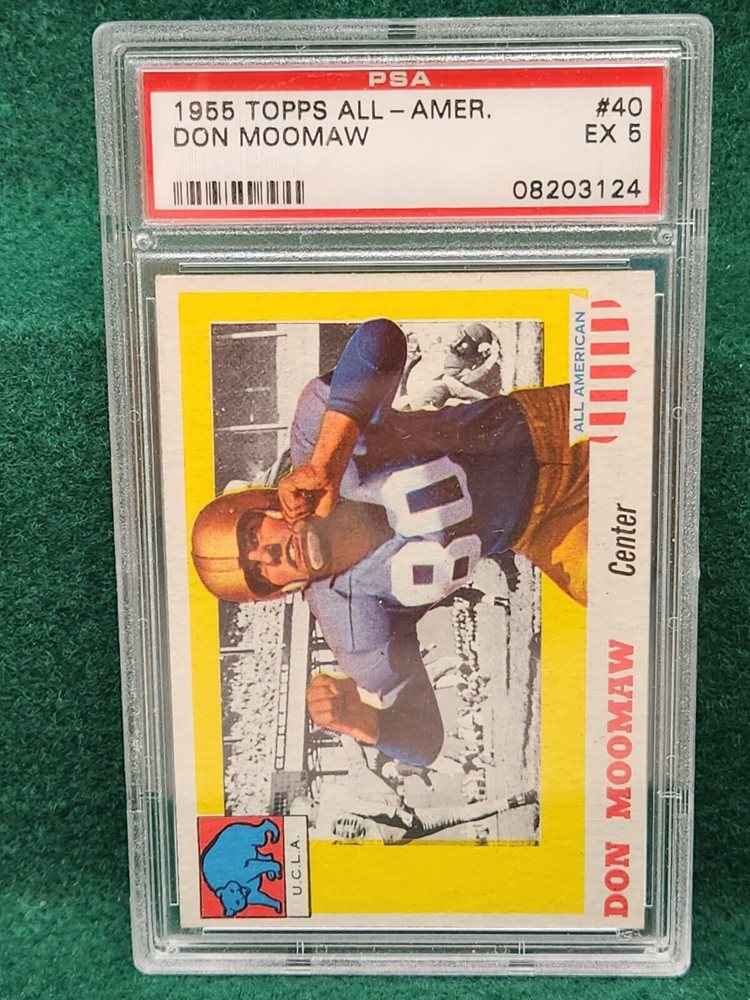 PSA
1955 TOPPS ALL-AMER. #40
DON MOOMAW EX 5
08203124
ALL AMERICAN
80
U.C.L.A.
DON MOOMAW Center